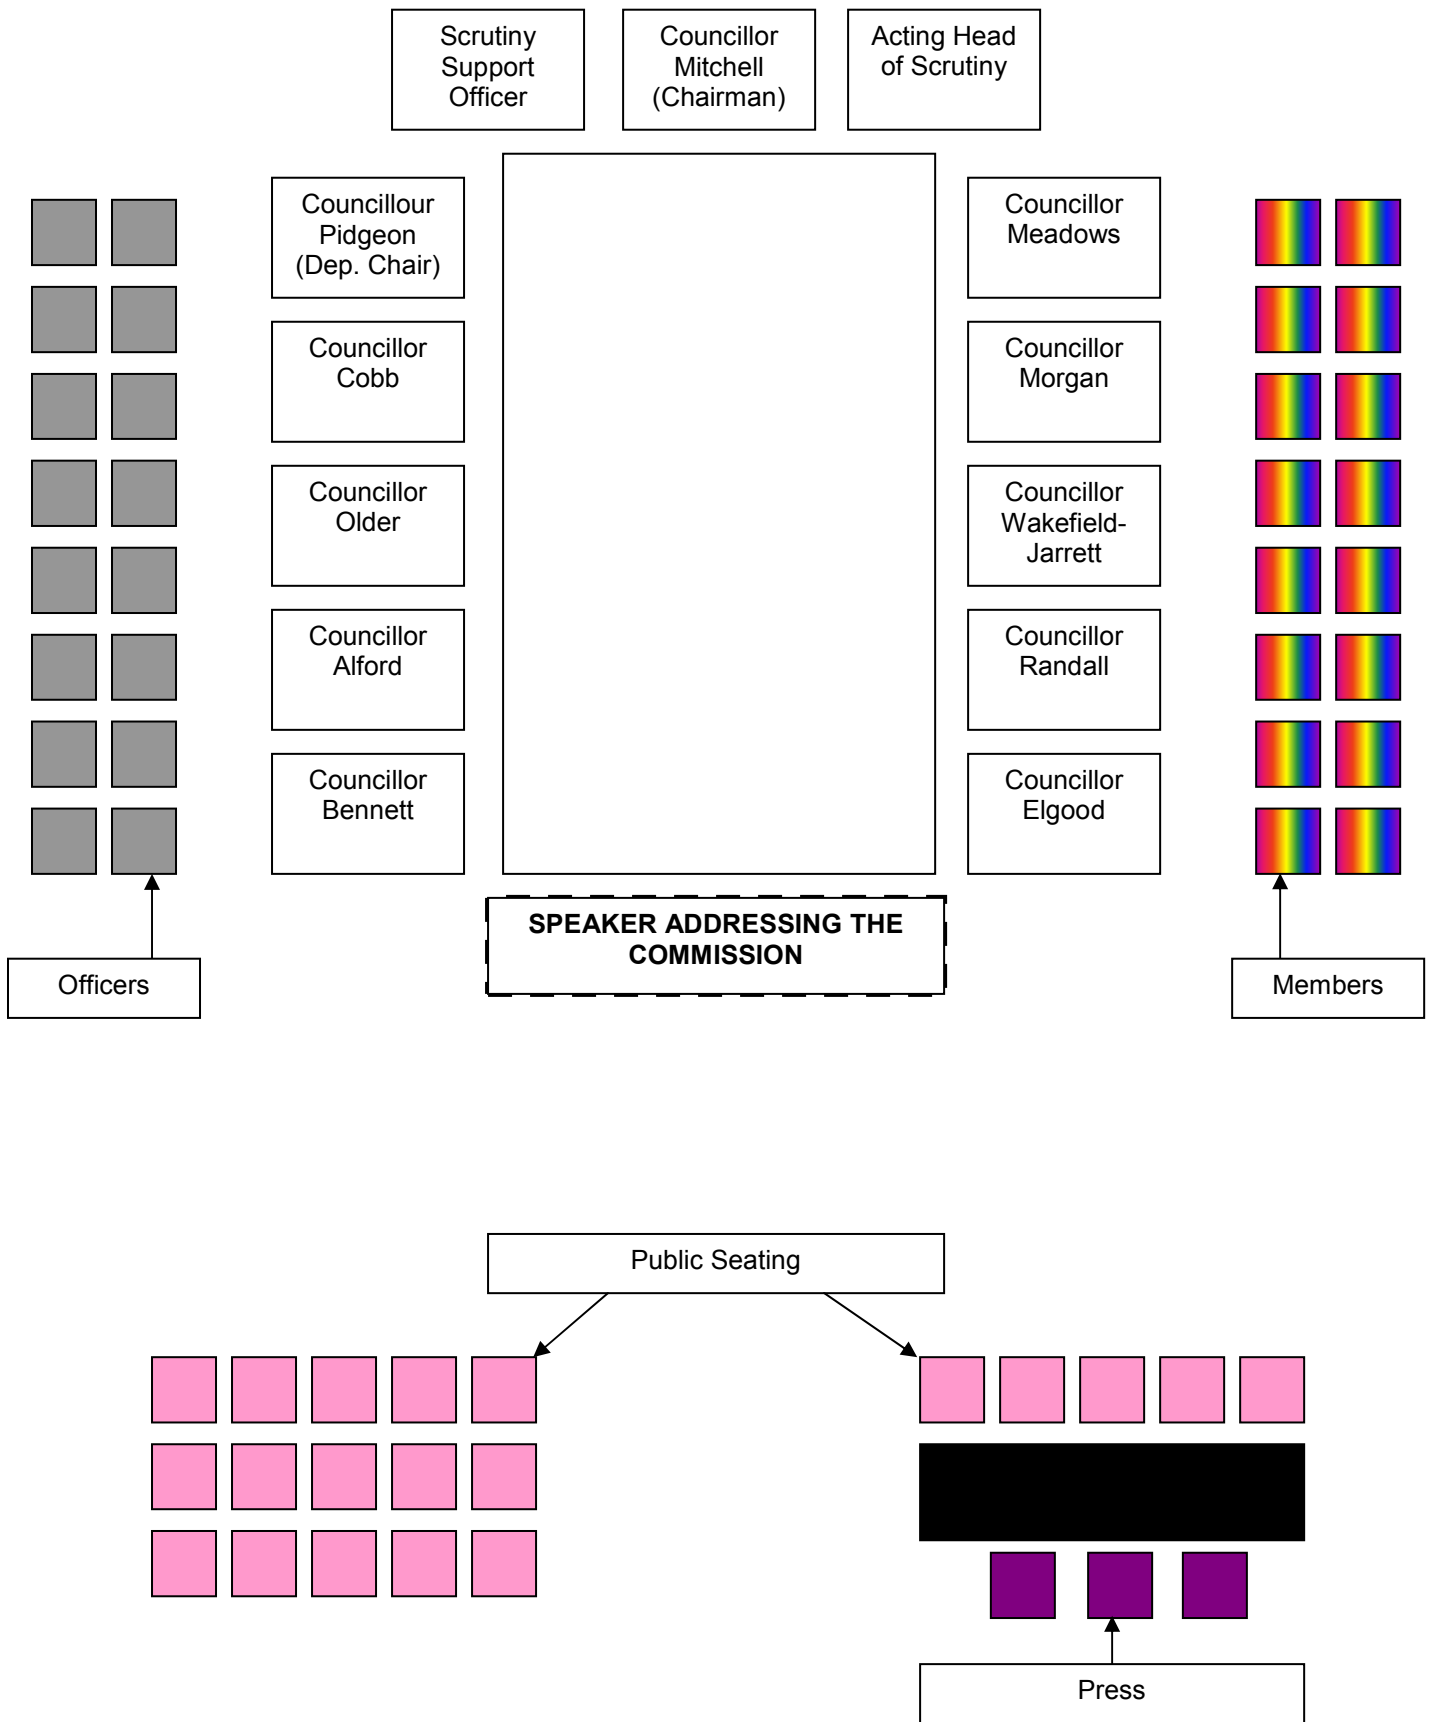 Scrutiny
Support
Officer
Councillor
Mitchell
(Chairman)
Acting Head
of Scrutiny
Councillour
Pidgeon
(Dep. Chair)
Councillor
Meadows
Councillor
Cobb
Councillor
Morgan
Councillor
Older
Councillor
Wakefield-
Jarrett
Councillor
Alford
Councillor
Randall
Councillor
Bennett
Councillor
Elgood
SPEAKER ADDRESSING THE
COMMISSION
Officers
Members
Public Seating
Press